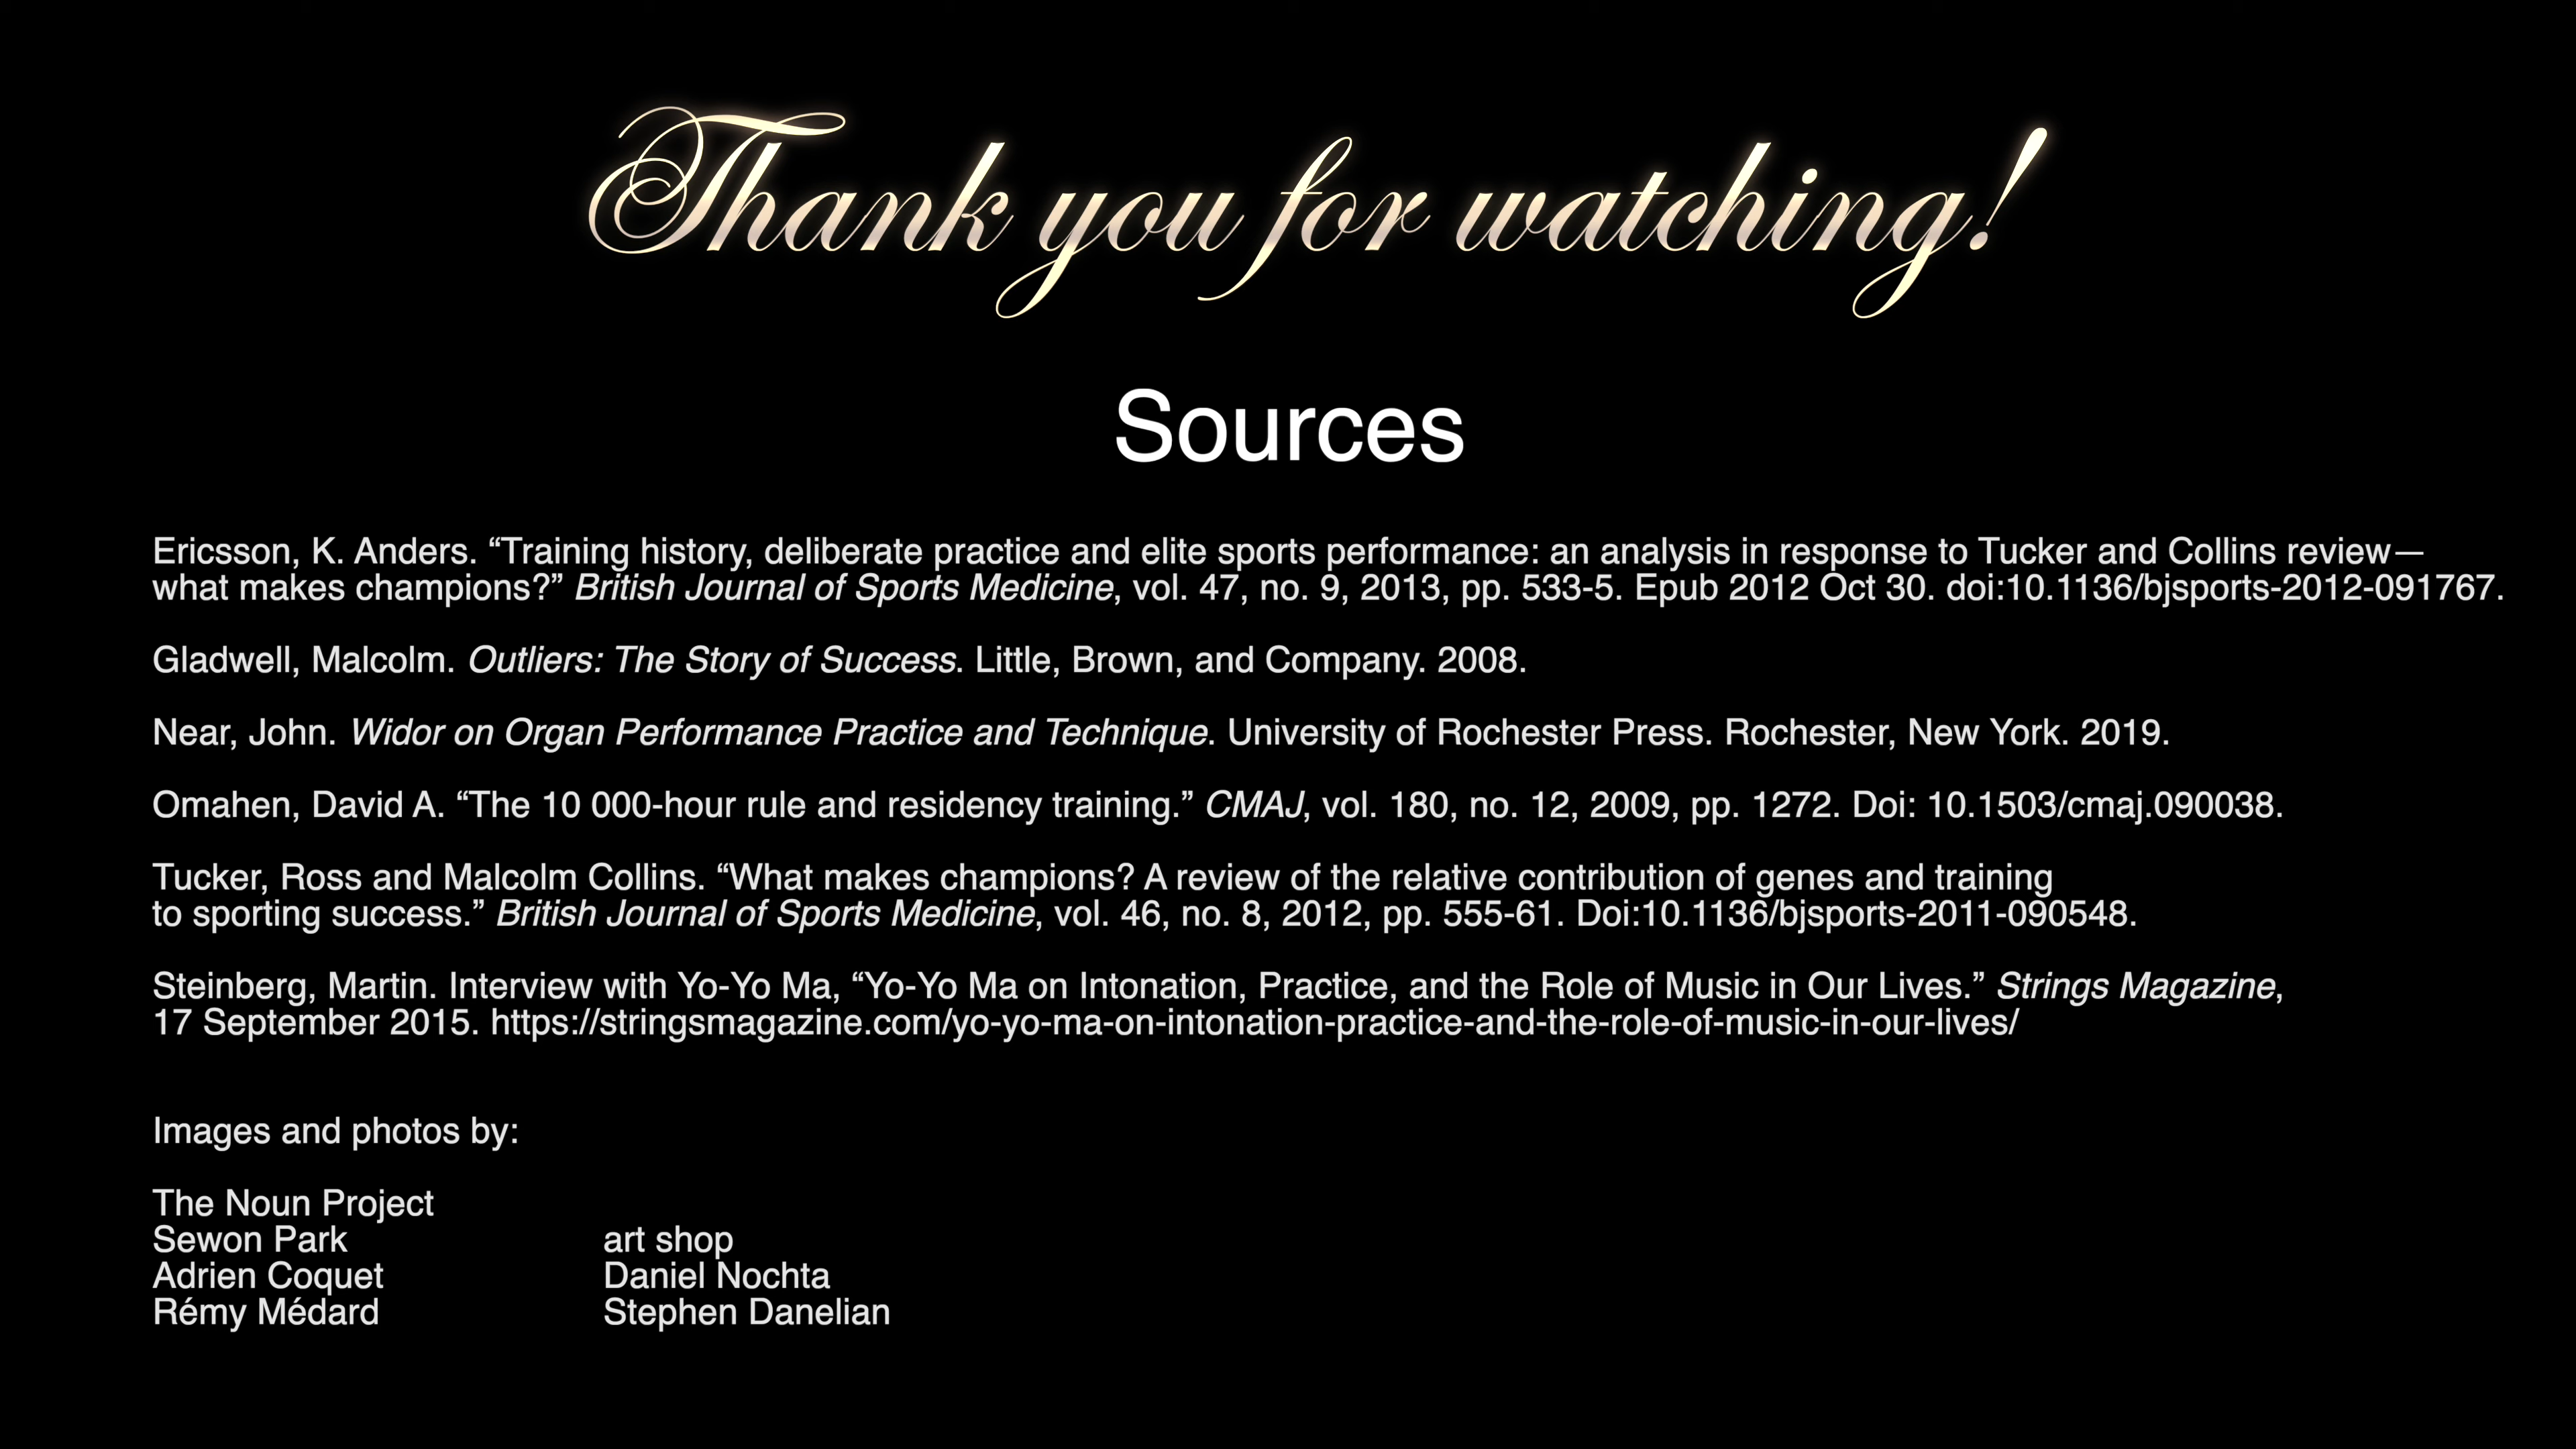 Thank you for watching!
Sources
Ericsson, K. Anders. “Training history, deliberate practice and elite sports performance: an analysis in response to Tucker and Collins review—
what makes champions?” British Journal of Sports Medicine, vol. 47, no. 9, 2013, pp. 533-5. Epub 2012 Oct 30. doi:10.1136/bjsports-2012-091767.
Gladwell, Malcolm. Outliers: The Story of Success. Little, Brown, and Company. 2008.
Near, John. Widor on Organ Performance Practice and Technique. University of Rochester Press. Rochester, New York. 2019.
Omahen, David A. “The 10 000-hour rule and residency training.” CMAJ, vol. 180, no. 12, 2009, pp. 1272. Doi: 10.1503/cmaj.090038.
Tucker, Ross and Malcolm Collins. “What makes champions? A review of the relative contribution of genes and training
to sporting success.” British Journal of Sports Medicine, vol. 46, no. 8, 2012, pp. 555-61. Doi:10.1136/bjsports-2011-090548.
Steinberg, Martin. Interview with Yo-Yo Ma, “Yo-Yo Ma on Intonation, Practice, and the Role of Music in Our Lives.” Strings Magazine,
17 September 2015. https://stringsmagazine.com/yo-yo-ma-on-intonation-practice-and-the-role-of-music-in-our-lives/
Images and photos by:
The Noun Project
Sewon Park
Adrien Coquet
Rémy Médard
art shop
Daniel Nochta
Stephen Danelian